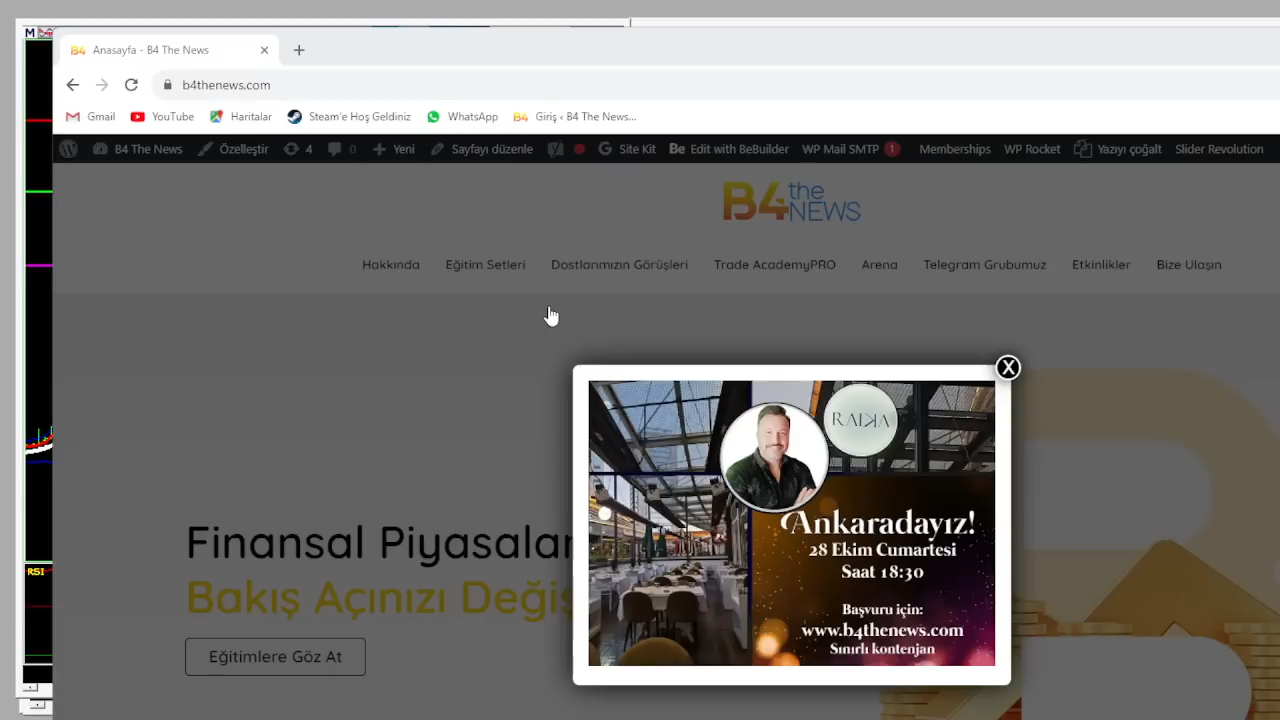 M
B4 Anasayfa - B4 The News
b4thenews.com
Gmail YouTube Haritalar Steam'e Hoş Geldiniz WhatsApp B4 Giriş ‹ B4 The News...
B4 The News Özelleştir 4 0 Yeni Sayfayı düzenle Site Kit Be Edit with BeBuilder WP Mail SMTP 1 Memberships WP Rocket Yazıyı çoğalt Slider Revolution
B4 the NEWS
Hakkında Eğitim Setleri Dostlarımızın Görüşleri Trade AcademyPRO Arena Telegram Grubumuz Etkinlikler Bize Ulaşın
X
RAIKA
Ankaradayız!
28 Ekim Cumartesi
Saat 18:30
Başvuru için:
www.b4thenews.com
Sınırlı kontenjan
Finansal Piyasalar
Bakış Açınızı Değiş
Eğitimlere Göz At
RSI